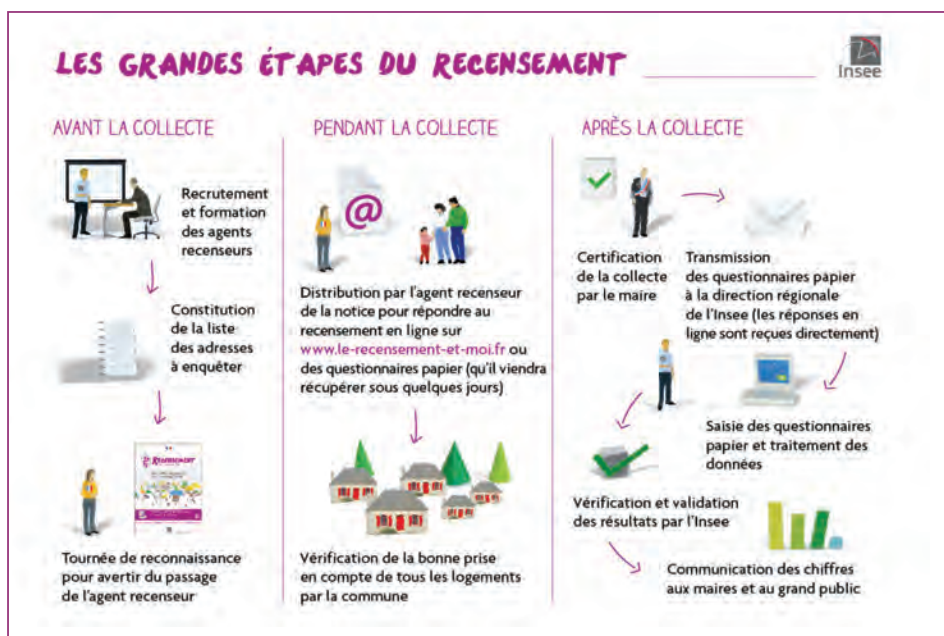 LES GRANDES ÉTAPES DU RECENSEMENT
Insee
AVANT LA COLLECTE
Recrutement
et formation
des agents
recenseurs
Constitution
de la liste
des adresses
à enquêter
RECENSEMENT
Tournée de reconnaissance
pour avertir du passage
de l'agent recenseur
PENDANT LA COLLECTE
@
Distribution par l'agent recenseur
de la notice pour répondre au
recensement en ligne sur
www.le-recensement-et-moi.fr ou
des questionnaires papier (qu'il viendra
récupérer sous quelques jours)
Vérification de la bonne prise
en compte de tous les logements
par la commune
APRÈS LA COLLECTE
Certification
de la collecte
par le maire
Transmission
des questionnaires papier
à la direction régionale
de l'Insee (les réponses en
ligne sont reçues directement)
Saisie des questionnaires
papier et traitement des
données
Vérification et validation
des résultats par l'Insee
Communication des chiffres
aux maires et au grand public